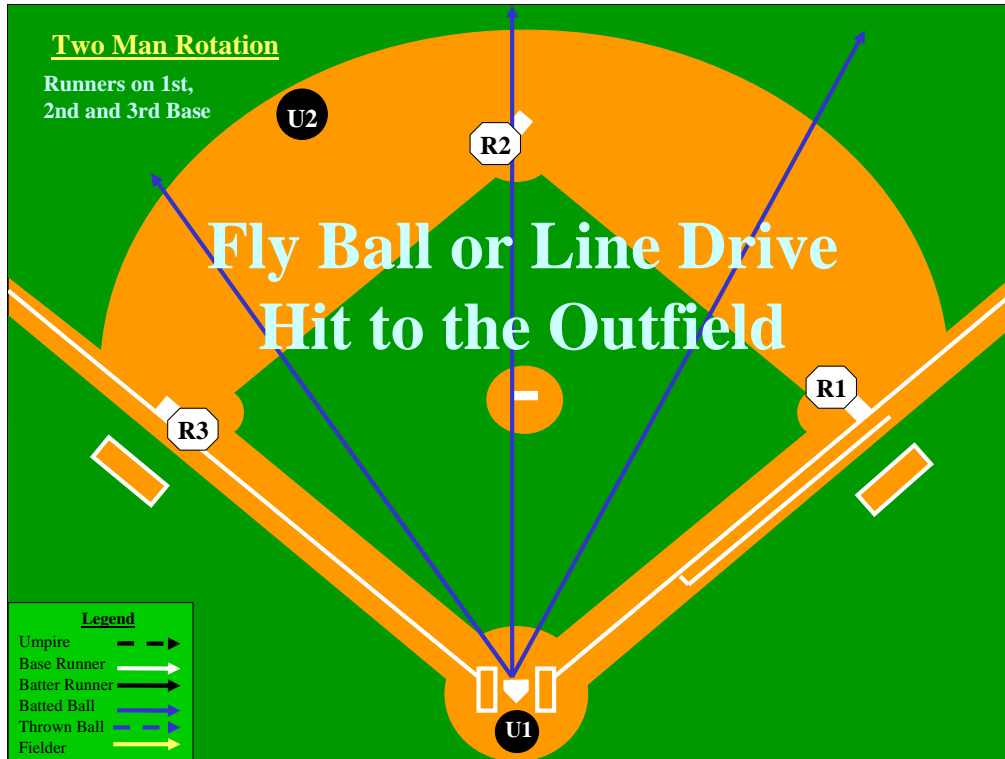 Two Man Rotation
Runners on 1st,
2nd and 3rd Base
U2
R2
Fly Ball or Line Drive
Hit to the Outfield
R1
R3
Legend
Umpire
Base Runner
Batter Runner
Batted Ball
Thrown Ball
Fielder
U1